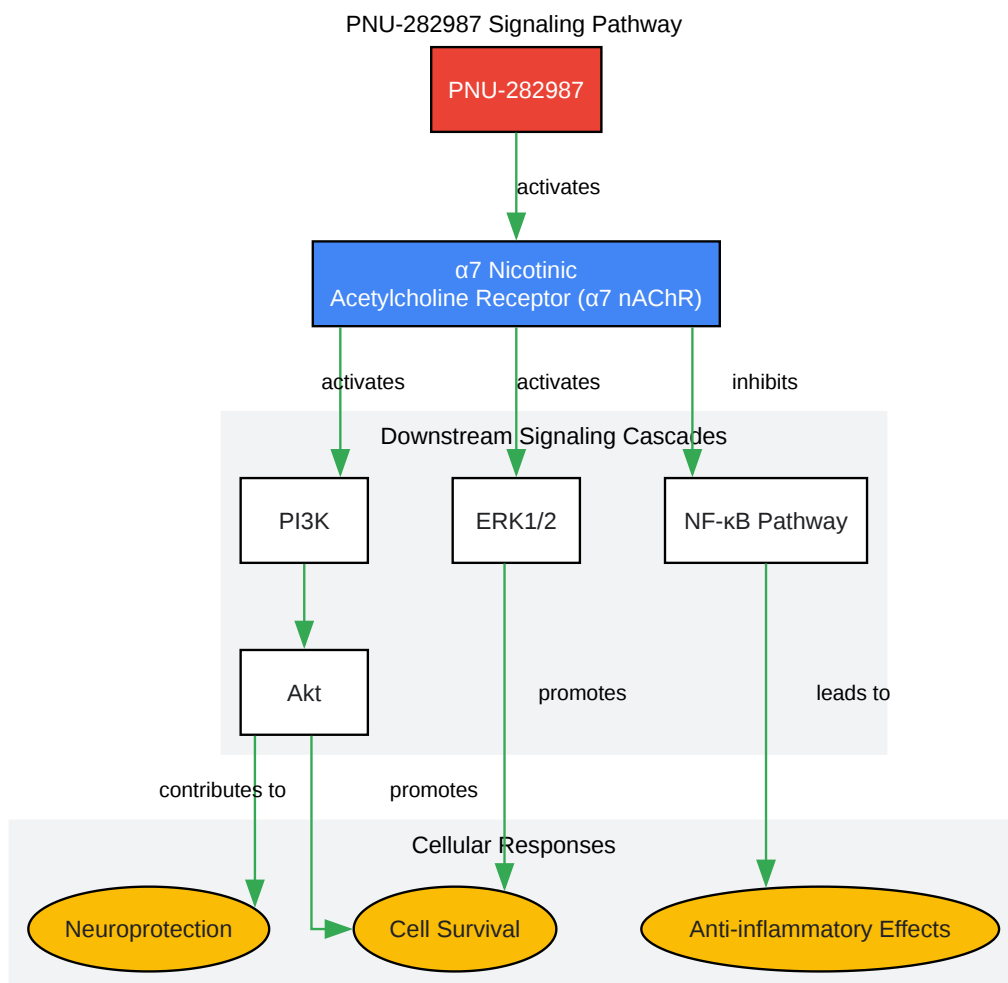 PNU-282987 Signaling Pathway
PNU-282987
activates
α7 Nicotinic
Acetylcholine Receptor (α7 nAChR)
activates
activates
inhibits
Downstream Signaling Cascades
PI3K
ERK1/2
NF-κB Pathway
Akt
promotes
leads to
contributes to
promotes
Cellular Responses
Neuroprotection
Cell Survival
Anti-inflammatory Effects